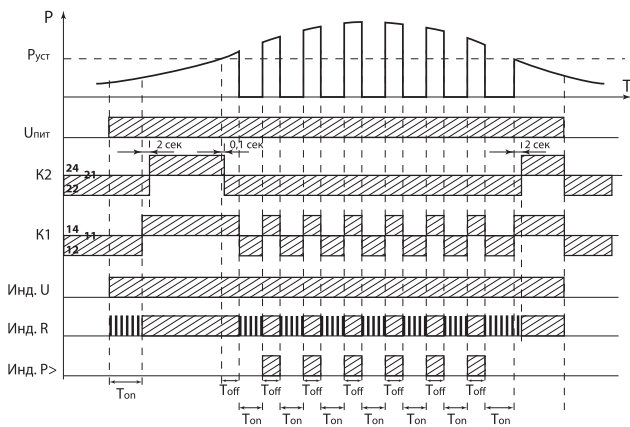 P
Pуст
T
Uпит
2 сек
0,1 сек
2 сек
K2
24
21
22
K1
14
11
12
Инд. U
Инд. R
Инд. P>
Ton
Toff
Toff
Toff
Toff
Toff
Toff
Toff
Ton
Ton
Ton
Ton
Ton
Ton
Ton